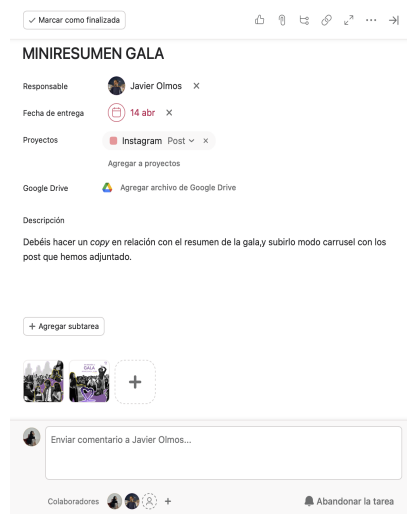 Marcar como finalizada
MINIRESUMEN GALA
Responsable
Javier Olmos
Fecha de entrega
14 abr
Proyectos
Instagram Post
Agregar a proyectos
Google Drive
Agregar archivo de Google Drive
Descripción
Debéis hacer un copy en relación con el resumen de la gala,y subirlo modo carrusel con los
post que hemos adjuntado.
+ Agregar subtarea
GALA
Enviar comentario a Javier Olmos...
Colaboradores
Abandonar la tarea